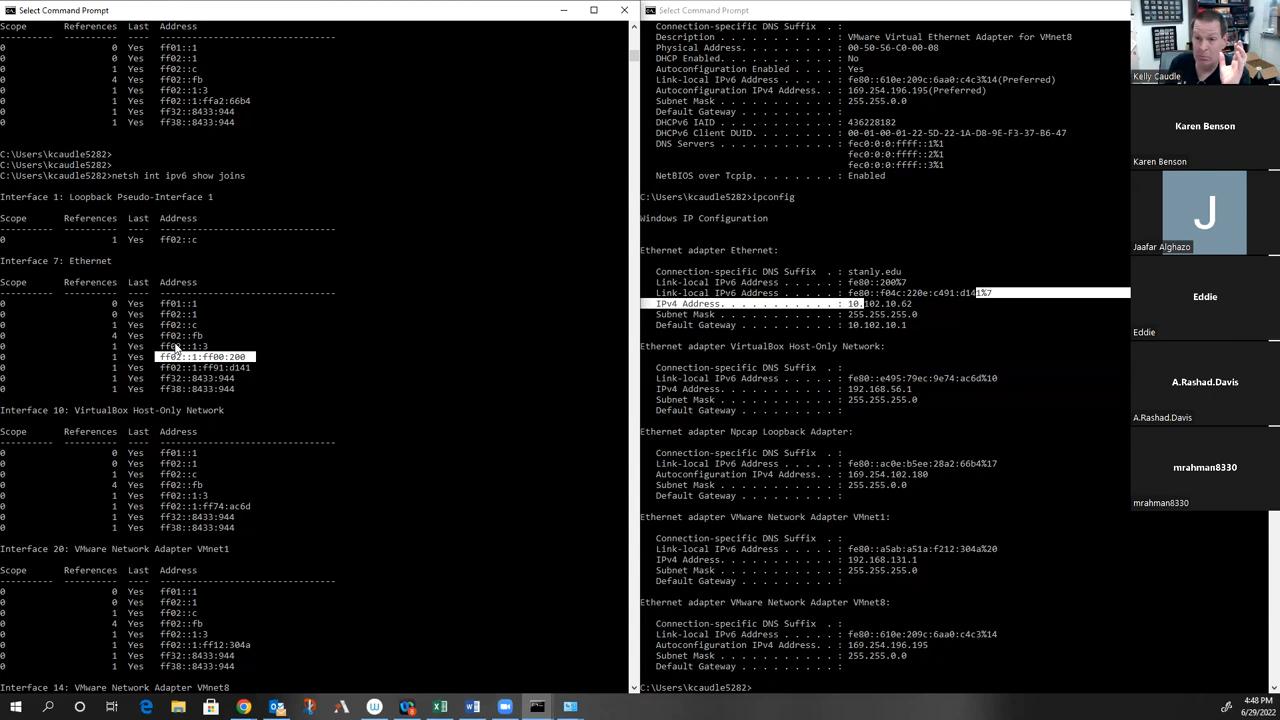 Select Command Prompt
Scope References Last Address
---------- ---------- ---- ---------------------------------
0 0 Yes ff01::1
0 0 Yes ff02::1
0 1 Yes ff02::c
0 4 Yes ff02::fb
0 1 Yes ff02::1:3
0 1 Yes ff02::1:ffa2:66b4
0 1 Yes ff32::8433:944
0 1 Yes ff38::8433:944
C:\Users\kcaudle5282>
C:\Users\kcaudle5282>
C:\Users\kcaudle5282>netsh int ipv6 show joins
Interface 1: Loopback Pseudo-Interface 1
Scope References Last Address
---------- ---------- ---- ---------------------------------
0 1 Yes ff02::c
Interface 7: Ethernet
Scope References Last Address
---------- ---------- ---- ---------------------------------
0 0 Yes ff01::1
0 0 Yes ff02::1
0 1 Yes ff02::c
0 4 Yes ff02::fb
0 1 Yes ff02::1:3
0 1 Yes ff02::1:ff00:200
0 1 Yes ff02::1:ff91:d141
0 1 Yes ff32::8433:944
0 1 Yes ff38::8433:944
Interface 10: VirtualBox Host-Only Network
Scope References Last Address
---------- ---------- ---- ---------------------------------
0 0 Yes ff01::1
0 0 Yes ff02::1
0 1 Yes ff02::c
0 4 Yes ff02::fb
0 1 Yes ff02::1:3
0 1 Yes ff02::1:ff74:ac6d
0 1 Yes ff32::8433:944
0 1 Yes ff38::8433:944
Interface 20: VMware Network Adapter VMnet1
Scope References Last Address
---------- ---------- ---- ---------------------------------
0 0 Yes ff01::1
0 0 Yes ff02::1
0 1 Yes ff02::c
0 4 Yes ff02::fb
0 1 Yes ff02::1:3
0 1 Yes ff02::1:ff12:304a
0 1 Yes ff32::8433:944
0 1 Yes ff38::8433:944
Interface 14: VMware Network Adapter VMnet8
Select Command Prompt
Connection-specific DNS Suffix . :
Description . . . . . . . . . . . : VMware Virtual Ethernet Adapter for VMnet8
Physical Address. . . . . . . . . : 00-50-56-C0-00-08
DHCP Enabled. . . . . . . . . . . : No
Autoconfiguration Enabled . . . . : Yes
Link-local IPv6 Address . . . . . : fe80::610e:209c:6aa0:c4c3%14(Preferred)
Autoconfiguration IPv4 Address. . : 169.254.196.195(Preferred)
Subnet Mask . . . . . . . . . . . : 255.255.0.0
Default Gateway . . . . . . . . . :
DHCPv6 IAID . . . . . . . . . . . : 436228182
DHCPv6 Client DUID. . . . . . . . : 00-01-00-01-22-5D-22-1A-D8-9E-F3-37-B6-47
DNS Servers . . . . . . . . . . . : fec0:0:0:ffff::1%1
fec0:0:0:ffff::2%1
fec0:0:0:ffff::3%1
NetBIOS over Tcpip. . . . . . . . : Enabled
C:\Users\kcaudle5282>ipconfig
Windows IP Configuration
Ethernet adapter Ethernet:
Connection-specific DNS Suffix . : stanly.edu
Link-local IPv6 Address . . . . . : fe80::200%7
Link-local IPv6 Address . . . . . : fe80::f04c:220e:c491:d141%7
IPv4 Address. . . . . . . . . . . : 10.102.10.62
Subnet Mask . . . . . . . . . . . : 255.255.255.0
Default Gateway . . . . . . . . . : 10.102.10.1
Ethernet adapter VirtualBox Host-Only Network:
Connection-specific DNS Suffix . :
Link-local IPv6 Address . . . . . : fe80::e495:79ec:9e74:ac6d%10
IPv4 Address. . . . . . . . . . . : 192.168.56.1
Subnet Mask . . . . . . . . . . . : 255.255.255.0
Default Gateway . . . . . . . . . :
Ethernet adapter Npcap Loopback Adapter:
Connection-specific DNS Suffix . :
Link-local IPv6 Address . . . . . : fe80::ac0e:b5ee:28a2:66b4%17
Autoconfiguration IPv4 Address. . : 169.254.102.180
Subnet Mask . . . . . . . . . . . : 255.255.0.0
Default Gateway . . . . . . . . . :
Ethernet adapter VMware Network Adapter VMnet1:
Connection-specific DNS Suffix . :
Link-local IPv6 Address . . . . . : fe80::a5ab:a51a:f212:304a%20
IPv4 Address. . . . . . . . . . . : 192.168.131.1
Subnet Mask . . . . . . . . . . . : 255.255.255.0
Default Gateway . . . . . . . . . :
Ethernet adapter VMware Network Adapter VMnet8:
Connection-specific DNS Suffix . :
Link-local IPv6 Address . . . . . : fe80::610e:209c:6aa0:c4c3%14
Autoconfiguration IPv4 Address. . : 169.254.196.195
Subnet Mask . . . . . . . . . . . : 255.255.0.0
Default Gateway . . . . . . . . . :
C:\Users\kcaudle5282>
Kelly Caudle
Karen Benson
Karen Benson
J
Jaafar Alghazo
Eddie
Eddie
A.Rashad.Davis
A.Rashad.Davis
mrahman8330
mrahman8330
4:48 PM
6/29/2022